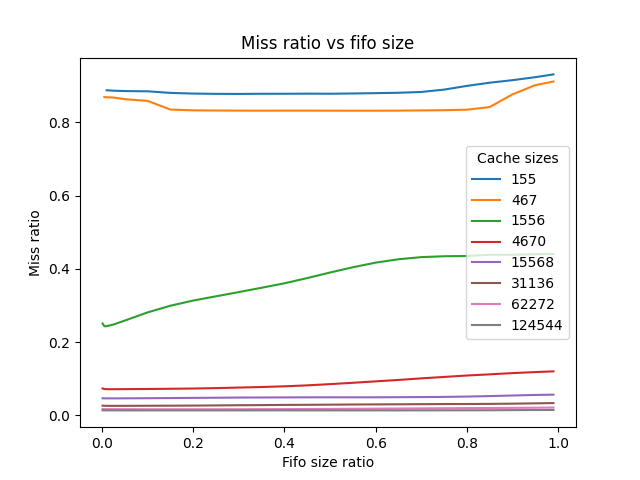 Miss ratio vs fifo size
Miss ratio
0.8
0.6
0.4
0.2
0.0
Cache sizes
155
467
1556
4670
15568
31136
62272
124544
0.0 0.2 0.4 0.6 0.8 1.0
Fifo size ratio